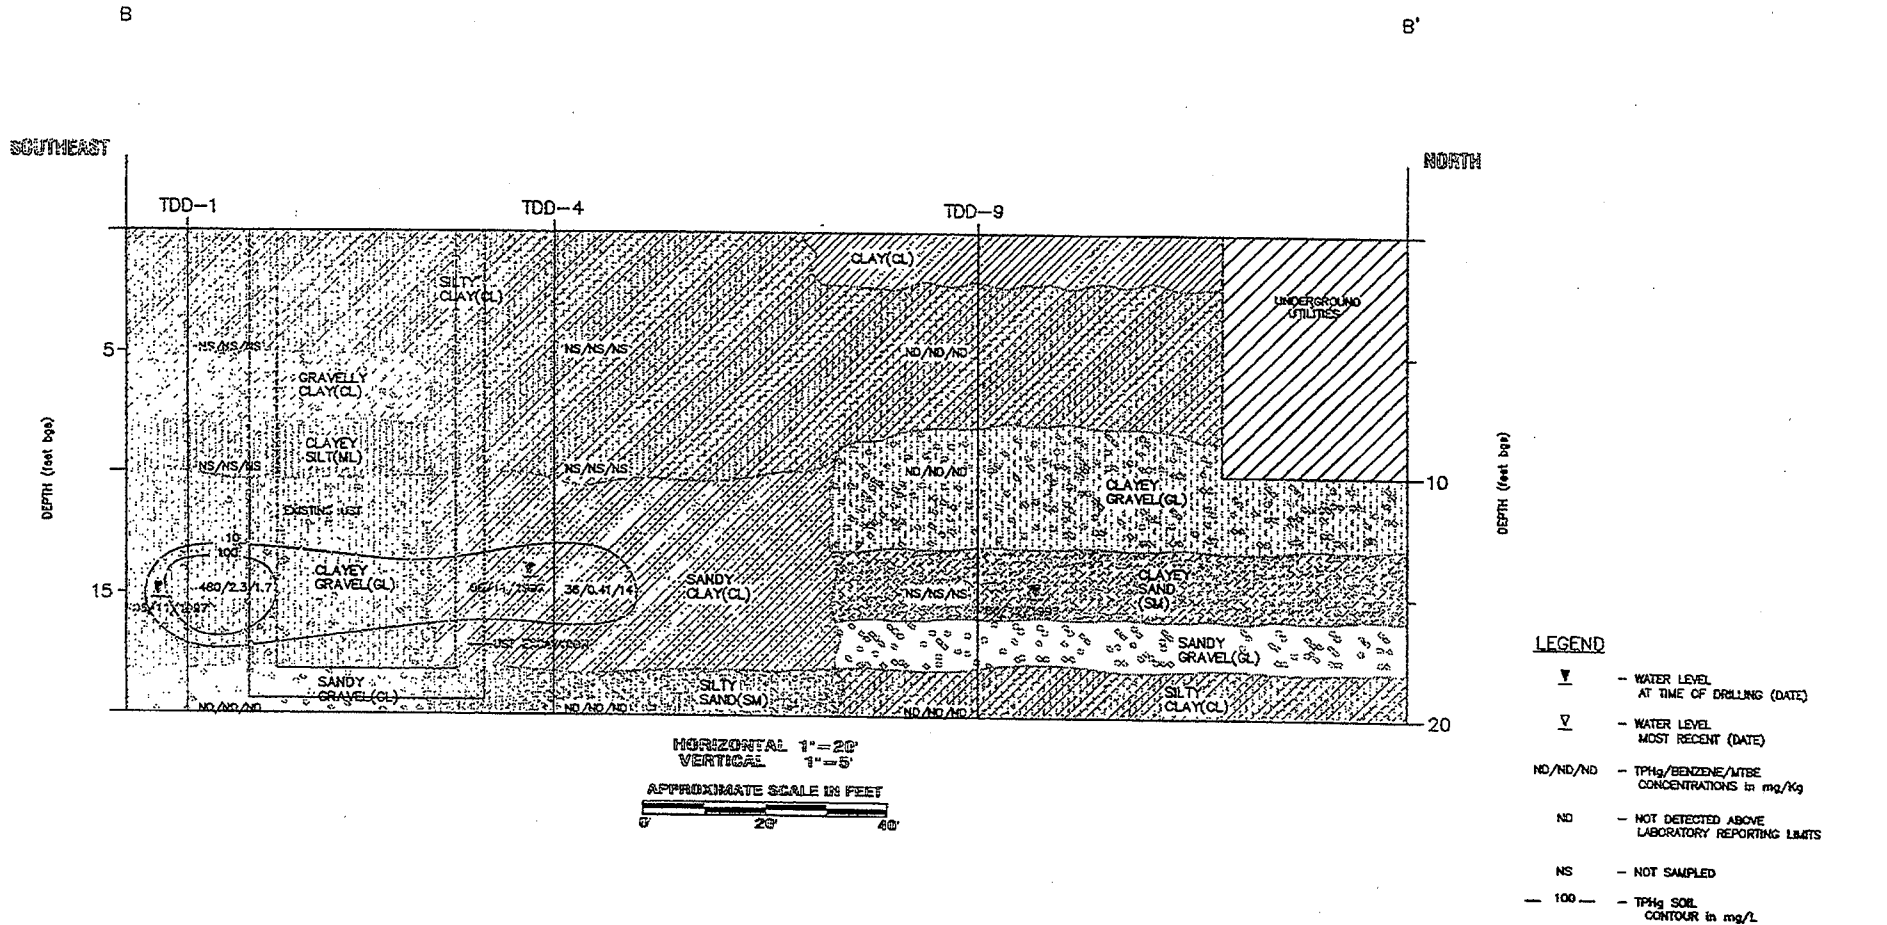 B
B'
SOUTHEAST
NORTH
TDD-1
TDD-4
TDD-9
CLAY(CL)
SILTY
CLAY(CL)
UNDERGROUND
UTILITIES
5
NS/NS/NS
NS/NS/NS
ND/ND/ND
GRAVELLY
CLAY(CL)
CLAYEY
SILT(ML)
NS/NS/NS
NS/NS/NS
ND/ND/ND
10
CLAYEY
GRAVEL(GL)
DEPTH (feet bgs)
DEPTH (feet bgs)
EXISTING UST
10
100
CLAYEY
GRAVEL(GL)
480/2.3/1.7
36/0.41/14
15
SANDY
CLAY(CL)
NS/NS/NS
CLAYEY
SAND
(SM)
SANDY
GRAVEL(GL)
SANDY
GRAVEL(GL)
SILTY
SAND(SM)
SILTY
CLAY(CL)
ND/ND/ND
ND/ND/ND
ND/ND/ND
20
HORIZONTAL 1"=20'
VERTICAL 1"=5'
APPROXIMATE SCALE IN FEET
0' 20' 40'
LEGEND
- WATER LEVEL
AT TIME OF DRILLING (DATE)
- WATER LEVEL
MOST RECENT (DATE)
ND/ND/ND - TPHg/BENZENE/MTBE
CONCENTRATIONS in mg/Kg
ND - NOT DETECTED ABOVE
LABORATORY REPORTING LIMITS
NS - NOT SAMPLED
— 100 — - TPHg SOIL
CONTOUR in mg/L